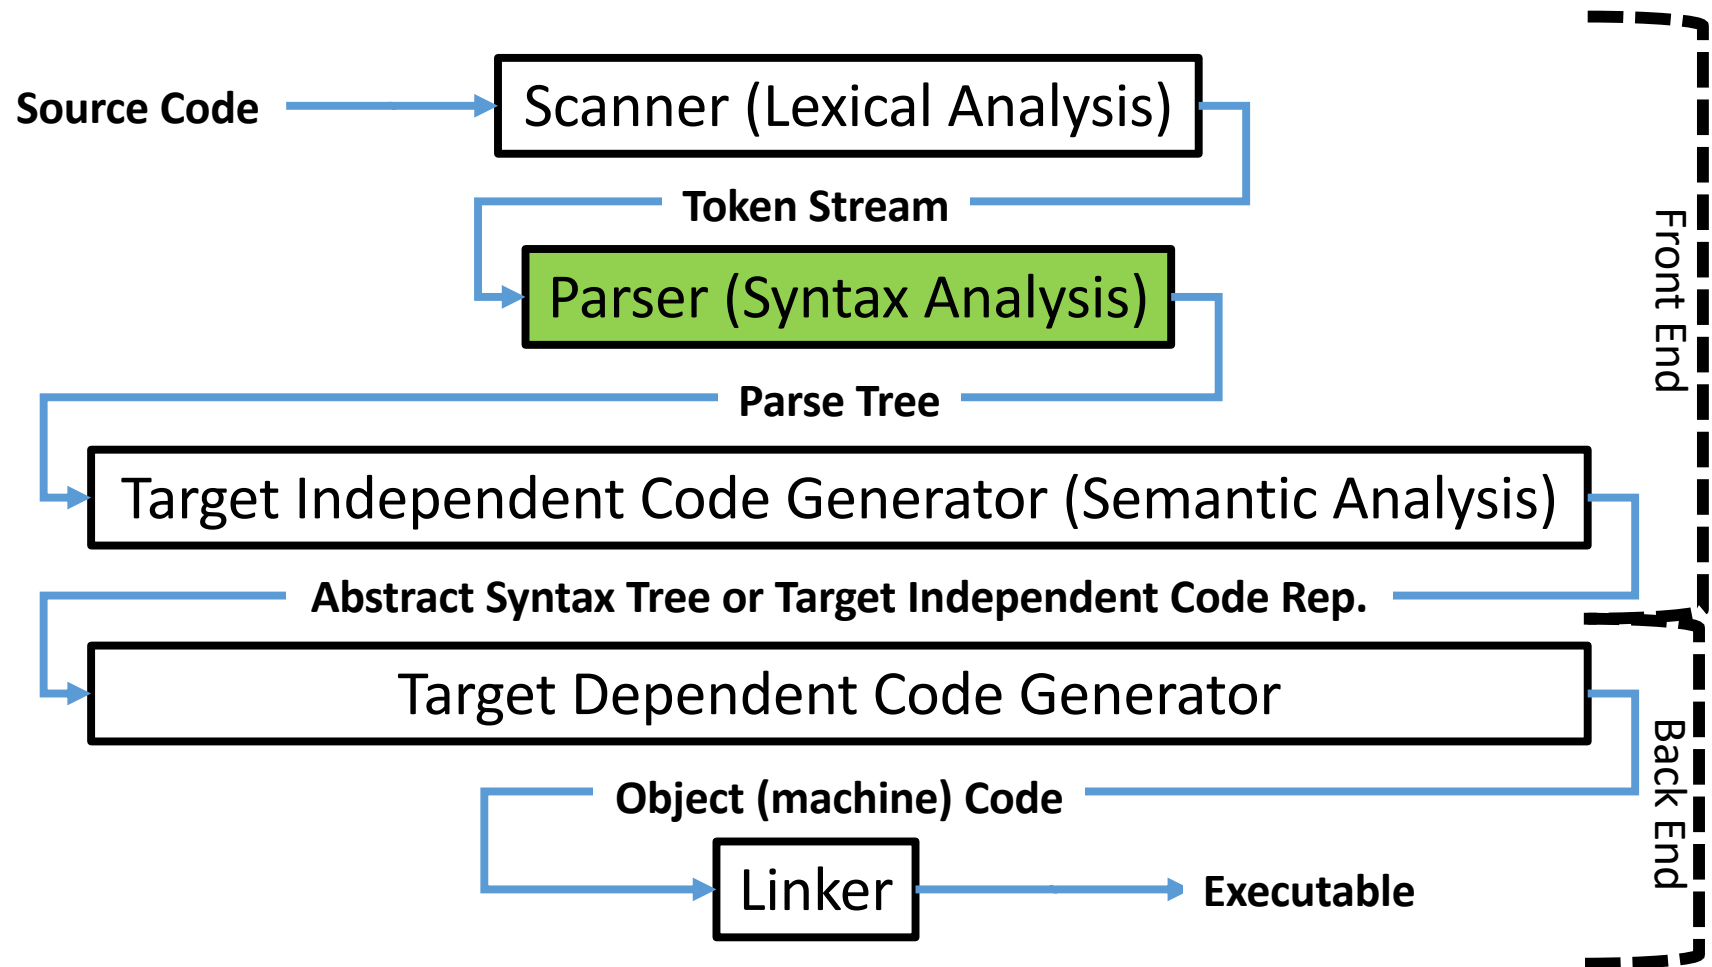 Source Code
Scanner (Lexical Analysis)
Token Stream
Parser (Syntax Analysis)
Parse Tree
Target Independent Code Generator (Semantic Analysis)
Abstract Syntax Tree or Target Independent Code Rep.
Front End
Target Dependent Code Generator
Object (machine) Code
Linker
Executable
Back End